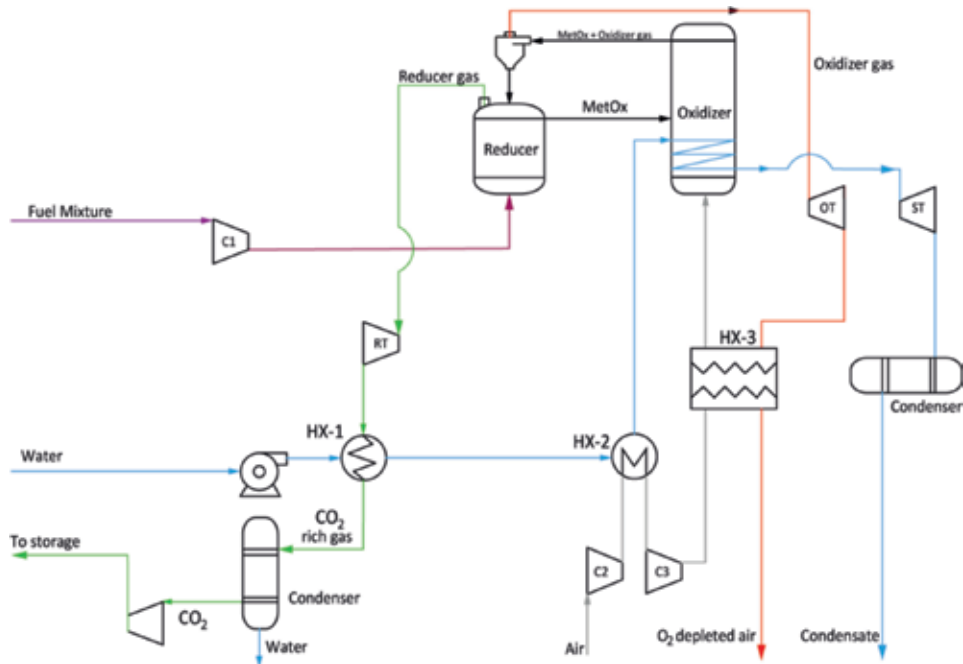 MetOx + Oxidizer gas
Oxidizer gas
Reducer gas
MetOx
Oxidizer
Reducer
Fuel Mixture
C1
OT
ST
RT
HX-3
Condenser
HX-1
HX-2
Water
CO2
rich gas
To storage
C2
C3
Condenser
CO2
Water
Air
O2 depleted air
Condensate